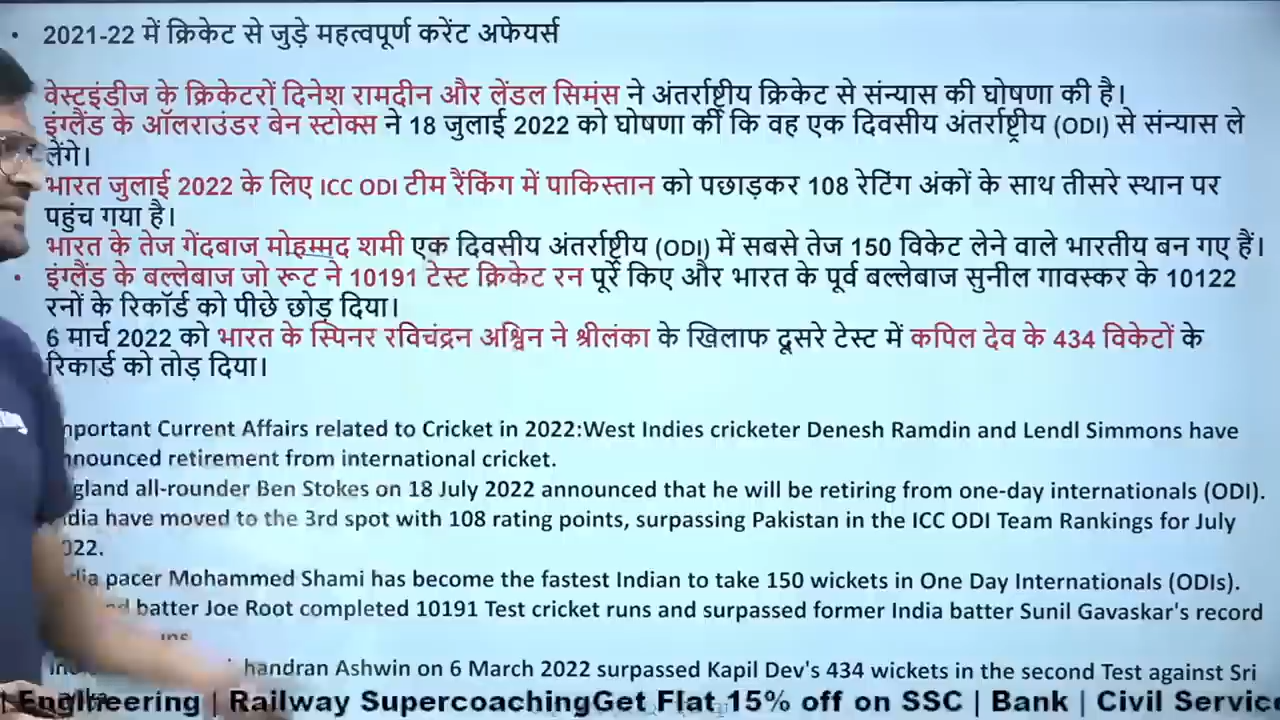 2021-22 में क्रिकेट से जुड़े महत्वपूर्ण करेंट अफेयर्स
वेस्टइंडीज के क्रिकेटरों दिनेश रामदीन और लेंडल सिमंस ने अंतर्राष्ट्रीय क्रिकेट से संन्यास की घोषणा की है।
इंग्लैंड के ऑलराउंडर बेन स्टोक्स ने 18 जुलाई 2022 को घोषणा की कि वह एक दिवसीय अंतर्राष्ट्रीय (ODI) से संन्यास ले
लेंगे।
भारत जुलाई 2022 के लिए ICC ODI टीम रैंकिंग में पाकिस्तान को पछाड़कर 108 रेटिंग अंकों के साथ तीसरे स्थान पर
पहुंच गया है।
भारत के तेज गेंदबाज मोहम्मद शमी एक दिवसीय अंतर्राष्ट्रीय (ODI) में सबसे तेज 150 विकेट लेने वाले भारतीय बन गए हैं।
इंग्लैंड के बल्लेबाज जो रूट ने 10191 टेस्ट क्रिकेट रन पूरे किए और भारत के पूर्व बल्लेबाज सुनील गावस्कर के 10122
रनों के रिकॉर्ड को पीछे छोड़ दिया।
6 मार्च 2022 को भारत के स्पिनर रविचंद्रन अश्विन ने श्रीलंका के खिलाफ दूसरे टेस्ट में कपिल देव के 434 विकेटों के
रिकार्ड को तोड़ दिया।
mportant Current Affairs related to Cricket in 2022:West Indies cricketer Denesh Ramdin and Lendl Simmons have
nnounced retirement from international cricket.
gland all-rounder Ben Stokes on 18 July 2022 announced that he will be retiring from one-day internationals (ODI).
dia have moved to the 3rd spot with 108 rating points, surpassing Pakistan in the ICC ODI Team Rankings for July
022.
dia pacer Mohammed Shami has become the fastest Indian to take 150 wickets in One Day Internationals (ODIs).
nd batter Joe Root completed 10191 Test cricket runs and surpassed former India batter Sunil Gavaskar's record
uns
handran Ashwin on 6 March 2022 surpassed Kapil Dev's 434 wickets in the second Test against Sri
Engineering | Railway SupercoachingGet Flat 15% off on SSC | Bank | Civil Servic